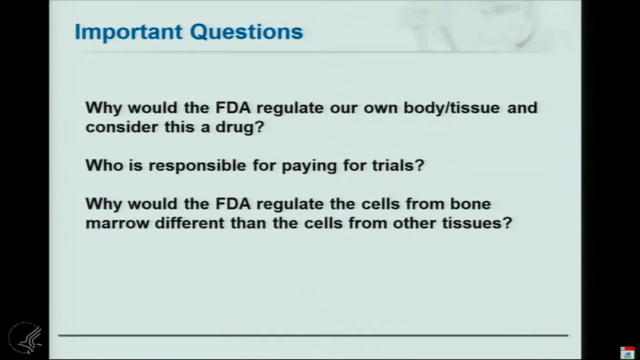 Important Questions
Why would the FDA regulate our own body/tissue and
consider this a drug?
Who is responsible for paying for trials?
Why would the FDA regulate the cells from bone
marrow different than the cells from other tissues?